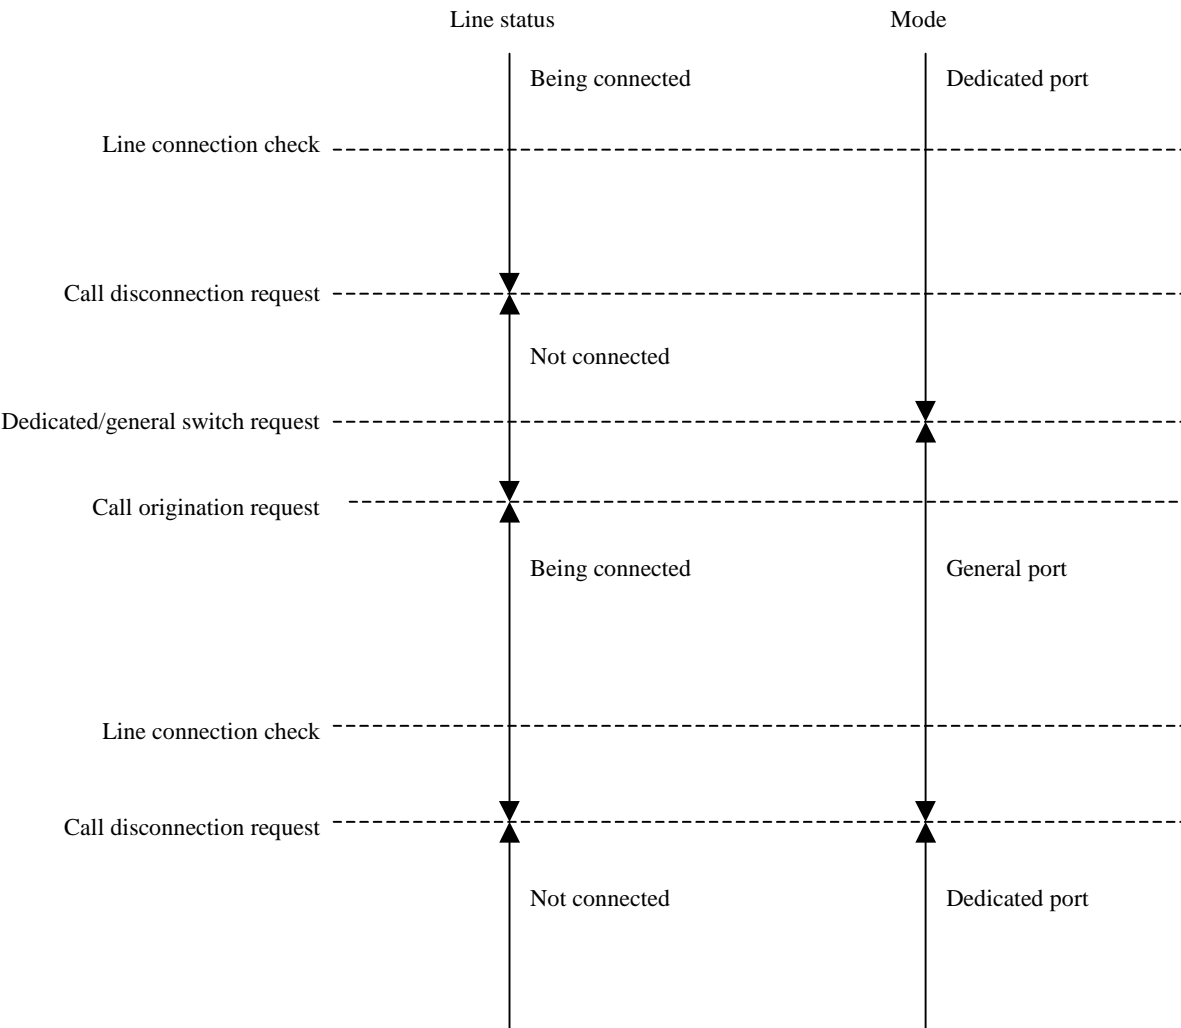 Line status
Mode
Being connected
Dedicated port
Line connection check
Call disconnection request
Not connected
Dedicated/general switch request
Call origination request
Being connected
General port
Line connection check
Call disconnection request
Not connected
Dedicated port